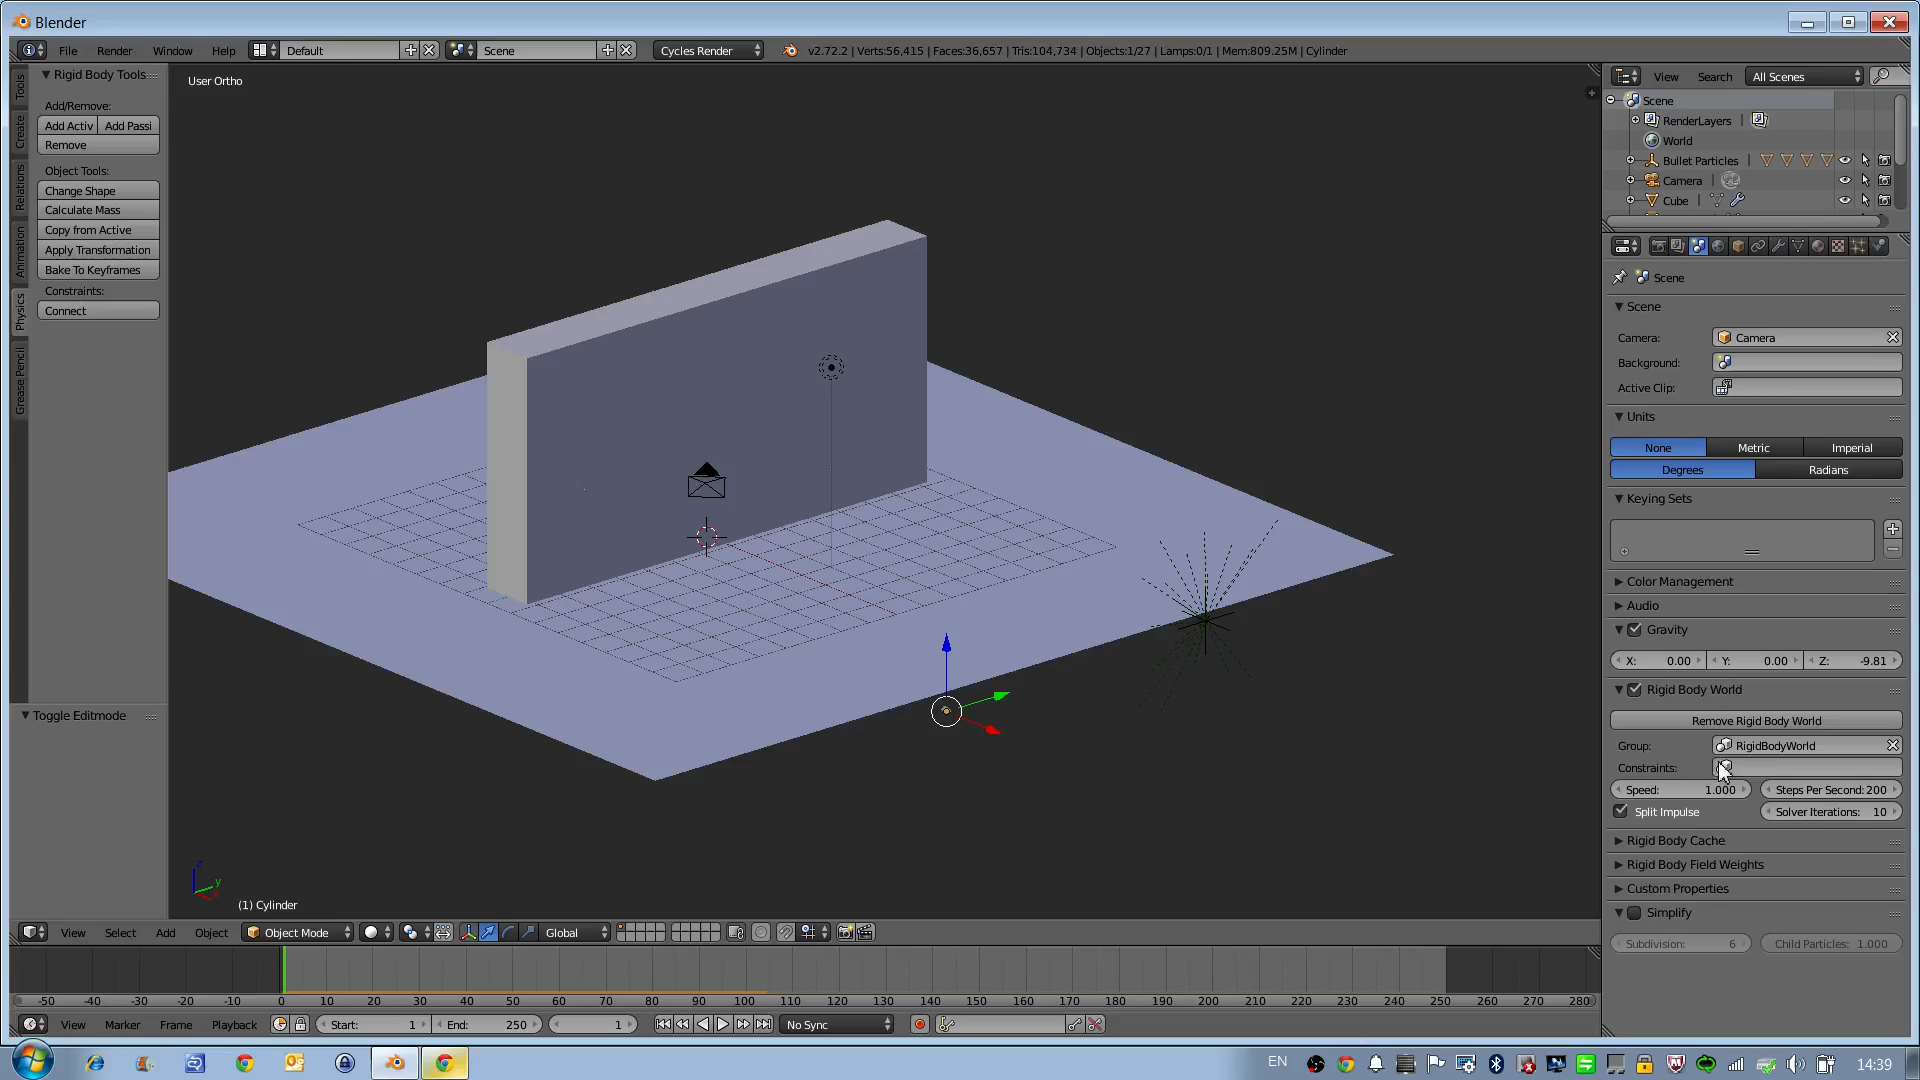 Blender
File Render Window Help Default Scene Cycles Render v2.72.2 | Verts:56,415 | Faces:36,657 | Tris:104,734 | Objects:1/27 | Lamps:0/1 | Mem:809.25M | Cylinder
Tools
Create
Relations
Animation
Physics
Grease Pencil
Rigid Body Tools
Add/Remove:
Add Activ Add Passi
Remove
Object Tools:
Change Shape
Calculate Mass
Copy from Active
Apply Transformation
Bake To Keyframes
Constraints:
Connect
Toggle Editmode
User Ortho
z
y
(1) Cylinder
View Select Add Object Object Mode Global
-50 -40 -30 -20 -10 0 10 20 30 40 50 60 70 80 90 100 110 120 130 140 150 160 170 180 190 200 210 220 230 240 250 260 270 280
View Marker Frame Playback Start: 1 End: 250 1 No Sync
View Search All Scenes
Scene
RenderLayers |
World
Bullet Particles |
Camera |
Cube |
Scene
Scene
Camera: Camera
Background:
Active Clip:
Units
None Metric Imperial
Degrees Radians
Keying Sets
Color Management
Audio
Gravity
X: 0.00 Y: 0.00 Z: -9.81
Rigid Body World
Remove Rigid Body World
Group: RigidBodyWorld
Constraints:
Speed: 1.000 Steps Per Second: 200
Split Impulse Solver Iterations: 10
Rigid Body Cache
Rigid Body Field Weights
Custom Properties
Simplify
Subdivision: 6 Child Particles: 1.000
EN 14:39